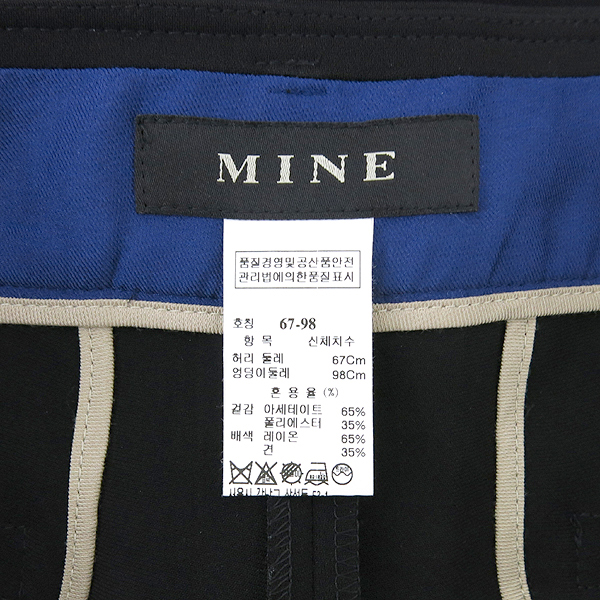 MINE
품질경영및공산품안전
관리법에의한품질표시
호칭 67-98
항 목 신체치수
허리 둘레 67Cm
엉덩이둘레 98Cm
혼 용 율 (%)
겉감 아세테이트 65%
폴리에스터 35%
배색 레이온 65%
견 35%